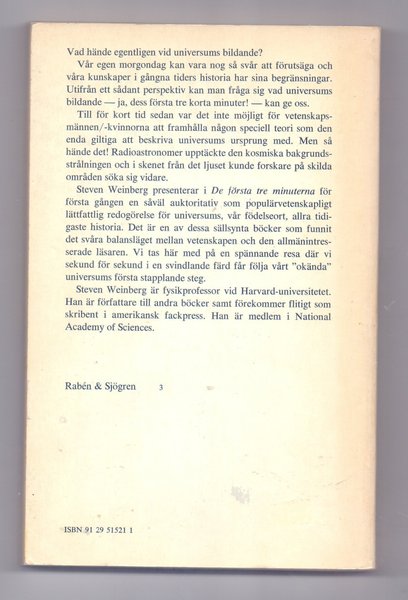 Vad hände egentligen vid universums bildande?
Vår egen morgondag kan vara nog så svår att förutsäga och
våra kunskaper i gångna tiders historia har sina begränsningar.
Utifrån ett sådant perspektiv kan man fråga sig vad universums
bildande — ja, dess första tre korta minuter! — kan ge oss.
Till för kort tid sedan var det inte möjligt för vetenskaps-
männen/-kvinnorna att framhålla någon speciell teori som den
enda giltiga att beskriva universums ursprung med. Men så
hände det! Radioastronomer upptäckte den kosmiska bakgrunds-
strålningen och i skenet från det ljuset kunde forskare på skilda
områden söka sig vidare.
Steven Weinberg presenterar i De första tre minuterna för
första gången en såväl auktoritativ som populärvetenskapligt
lättfattlig redogörelse för universums, vår födelseort, allra tidi-
gaste historia. Det är en av dessa sällsynta böcker som funnit
det svåra balansläget mellan vetenskapen och den allmänintres-
serade läsaren. Vi tas här med på en spännande resa där vi
sekund för sekund i en svindlande färd får följa vårt ”okända”
universums första stapplande steg.
Steven Weinberg är fysikprofessor vid Harvard-universitetet.
Han är författare till andra böcker samt förekommer flitigt som
skribent i amerikansk fackpress. Han är medlem i National
Academy of Sciences.
Rabén & Sjögren 3
ISBN 91 29 51521 1